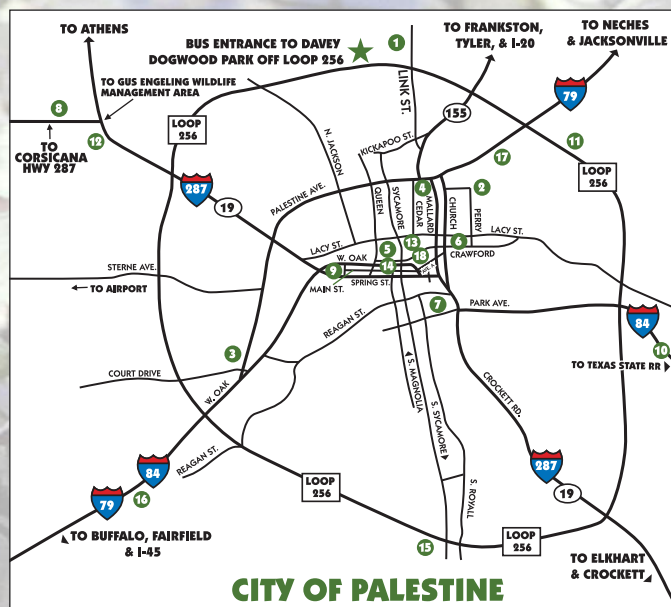 TO ATHENS
BUS ENTRANCE TO DAVEY
DOGWOOD PARK OFF LOOP 256
1
TO FRANKSTON,
TYLER, & I-20
TO NECHES
& JACKSONVILLE
TO GUS ENGELING WILDLIFE
MANAGEMENT AREA
LINK ST.
79
155
8
TO
CORSICANA
HWY 287
12
LOOP
256
11
N. JACKSON
KICKAPOO ST.
17
LOOP
256
287
19
PALESTINE AVE.
QUEEN
SYCAMORE
4
CEDAR
MALLARD
CHURCH
2
PERRY
LACY ST.
5
13
6
LACY ST.
W. OAK
14
18
CRAWFORD
9
MAIN ST.
SPRING ST.
STERNE AVE.
TO AIRPORT
REAGAN ST.
7
PARK AVE.
84
10
TO TEXAS STATE RR
3
COURT DRIVE
W. OAK
S. MAGNOLIA
CROCKETT RD.
S. SYCAMORE
REAGAN ST.
84
79
16
LOOP
256
S. ROYALL
287
19
TO BUFFALO, FAIRFIELD
& I-45
15
LOOP
256
TO ELKHART
& CROCKETT
CITY OF PALESTINE